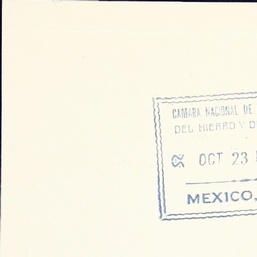 CAMARA NACIONAL DE
DEL HIERRO Y D
OCT 23
MEXICO,